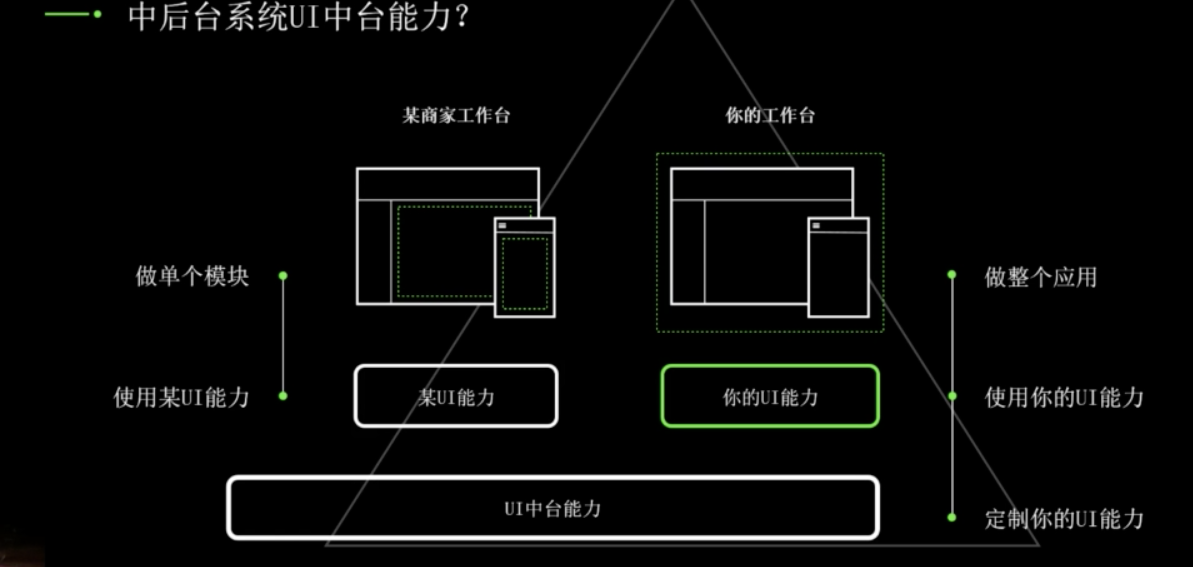 中后台系统UI中台能力？
某商家工作台
你的工作台
做单个模块
做整个应用
使用某UI能力
某UI能力
你的UI能力
使用你的UI能力
UI中台能力
定制你的UI能力